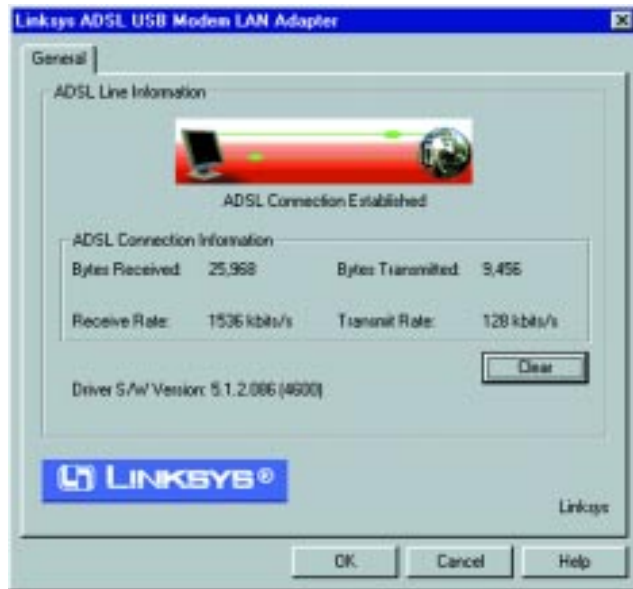 Linksys ADSL USB Modem LAN Adapter
General
ADSL Line Information
ADSL Connection Established
ADSL Connection Information
Bytes Received: 25,968 Bytes Transmitted: 9,456
Receive Rate: 1536 kbits/s Transmit Rate: 128 kbits/s
Clear
Driver S/W Version: 5.1.2.086 (4600)
LINKSYS®
Linksys
OK Cancel Help